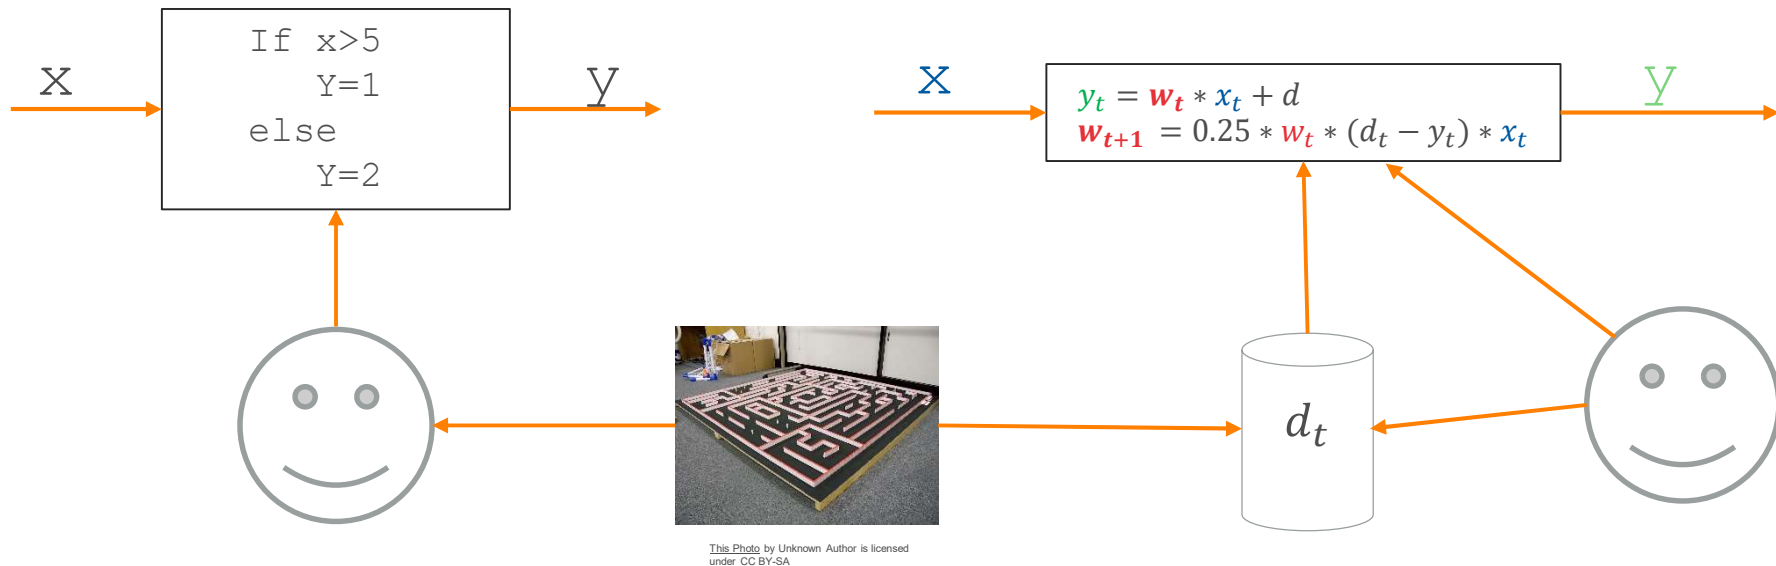 x
If x>5
Y=1
else
Y=2
y
x
y_t = w_t * x_t + d
w_{t+1} = 0.25 * w_t * (d_t − y_t) * x_t
y
d_t
This Photo by Unknown Author is licensed
under CC BY-SA